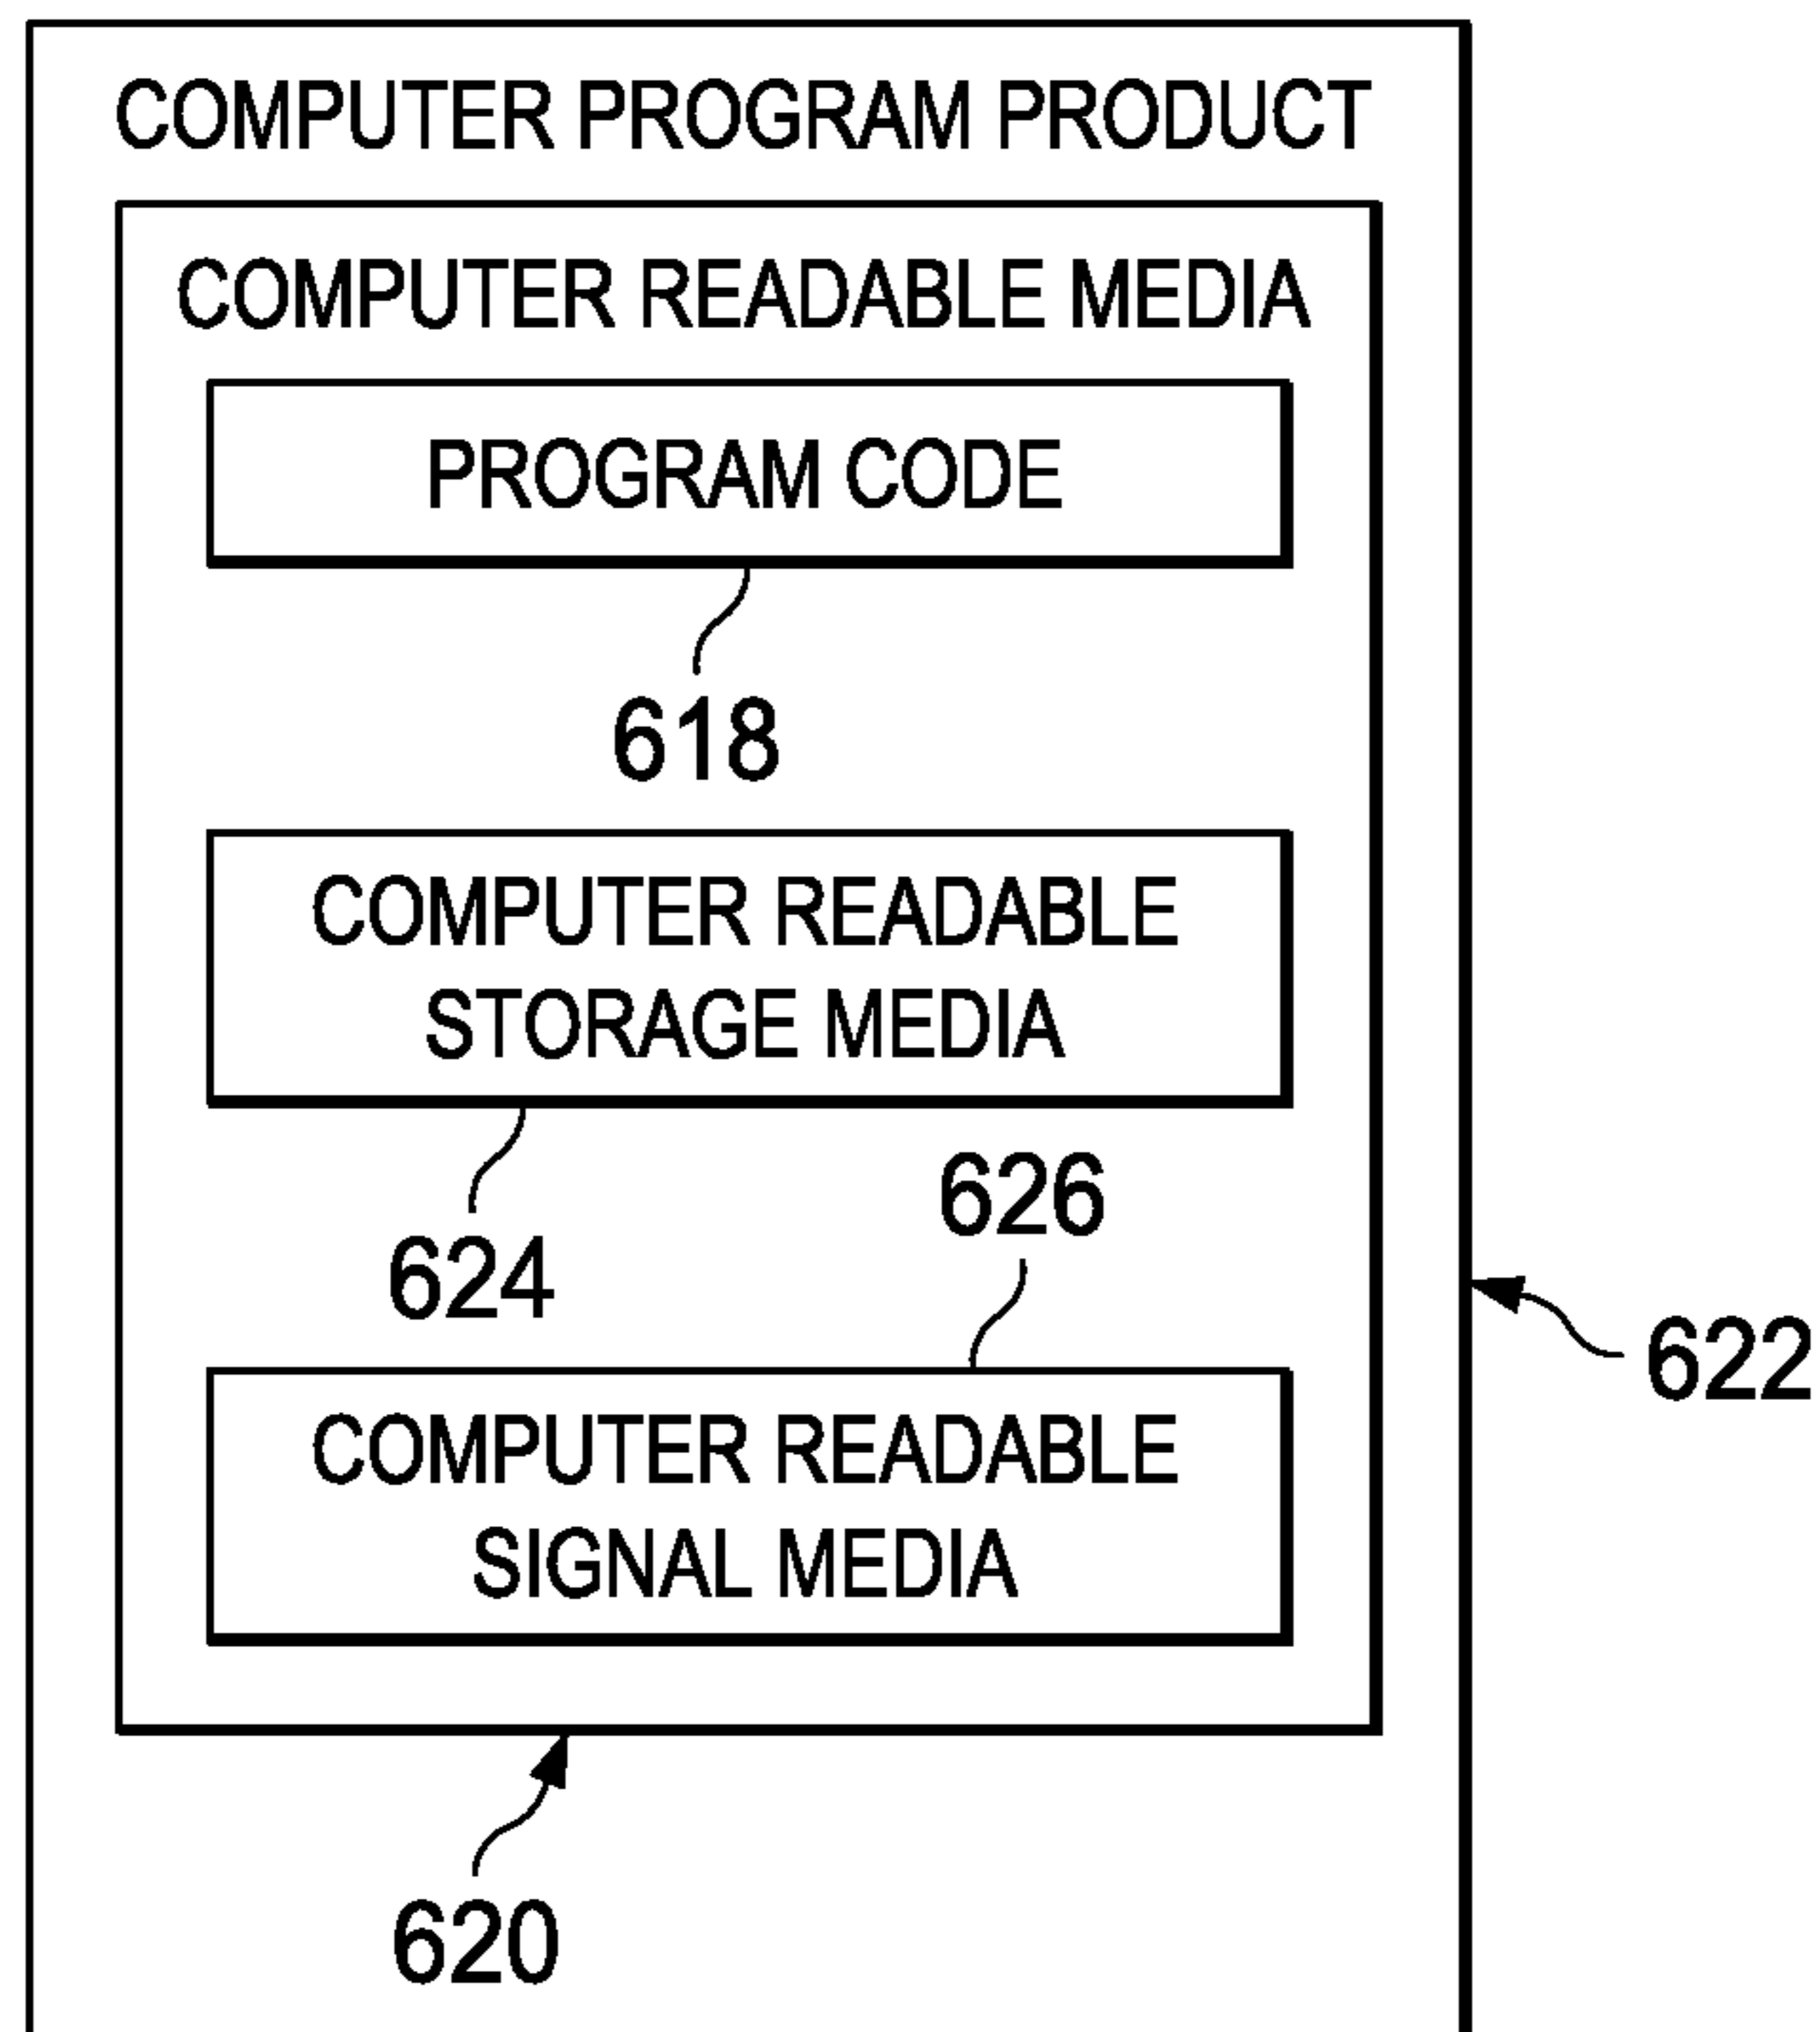 COMPUTER PROGRAM PRODUCT
COMPUTER READABLE MEDIA
PROGRAM CODE
618
COMPUTER READABLE
STORAGE MEDIA
624
626
COMPUTER READABLE
SIGNAL MEDIA
622
620